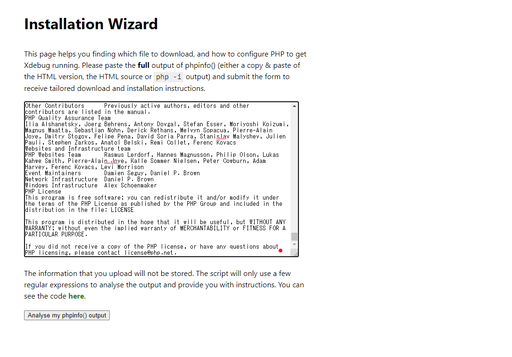 Installation Wizard
This page helps you finding which file to download, and how to configure PHP to get
Xdebug running. Please paste the full output of phpinfo() (either a copy & paste of
the HTML version, the HTML source or php -i output) and submit the form to
receive tailored download and installation instructions.
Other Contributors Previously active authors, editors and other
contributors are listed in the manual.
PHP Quality Assurance Team
Ilia Alshanetsky, Joerg Behrens, Antony Dovgal, Stefan Esser, Moriyoshi Koizumi,
Magnus Maatta, Sebastian Nohn, Derick Rethans, Melvyn Sopacua, Pierre-Alain
Joye, Dmitry Stogov, Felipe Pena, David Soria Parra, Stanislav Malyshev, Julien
Pauli, Stephen Zarkos, Anatol Belski, Remi Collet, Ferenc Kovacs
Websites and Infrastructure team
PHP Websites Team Rasmus Lerdorf, Hannes Magnusson, Philip Olson, Lukas
Kahwe Smith, Pierre-Alain Joye, Kalle Sommer Nielsen, Peter Cowburn, Adam
Harvey, Ferenc Kovacs, Levi Morrison
Event Maintainers Damien Seguy, Daniel P. Brown
Network Infrastructure Daniel P. Brown
Windows Infrastructure Alex Schoenmaker
PHP License
This program is free software; you can redistribute it and/or modify it under
the terms of the PHP License as published by the PHP Group and included in the
distribution in the file: LICENSE
This program is distributed in the hope that it will be useful, but WITHOUT ANY
WARRANTY; without even the implied warranty of MERCHANTABILITY or FITNESS FOR A
PARTICULAR PURPOSE.
If you did not receive a copy of the PHP license, or have any questions about
PHP licensing, please contact license@php.net.
The information that you upload will not be stored. The script will only use a few
regular expressions to analyse the output and provide you with instructions. You can
see the code here.
Analyse my phpinfo() output